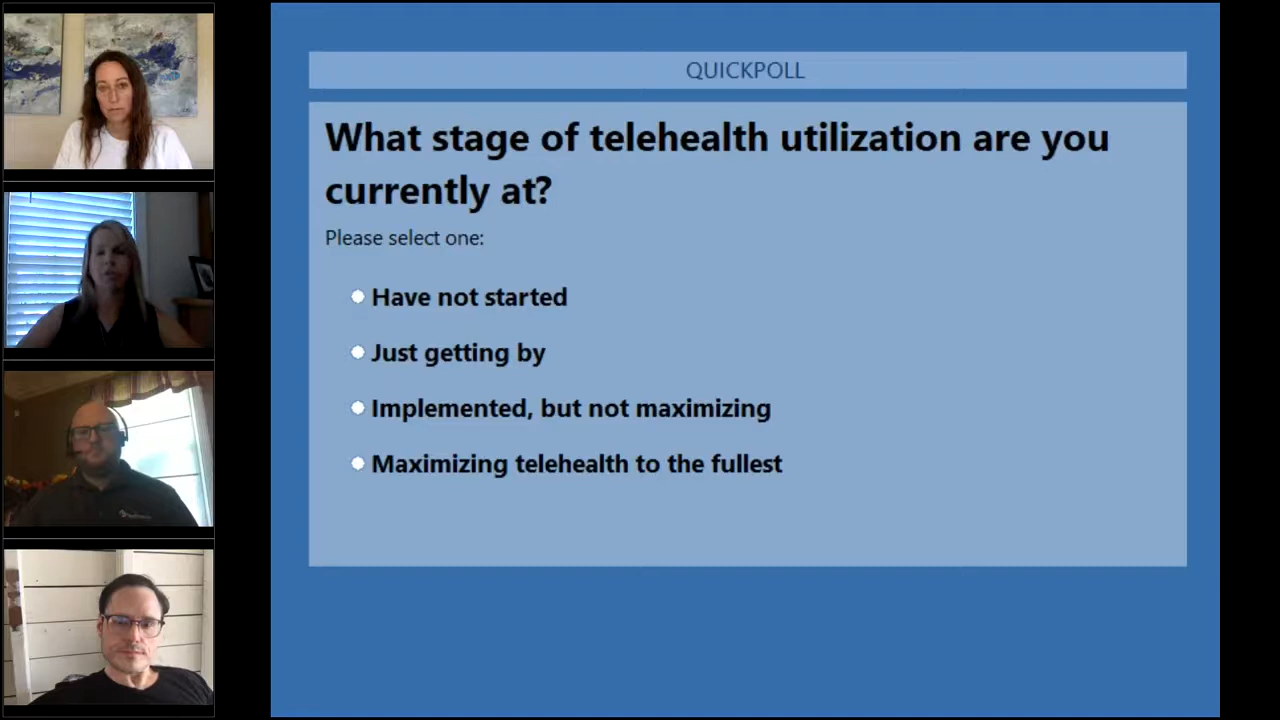 QUICKPOLL
What stage of telehealth utilization are you
currently at?
Please select one:
Have not started
Just getting by
Implemented, but not maximizing
Maximizing telehealth to the fullest